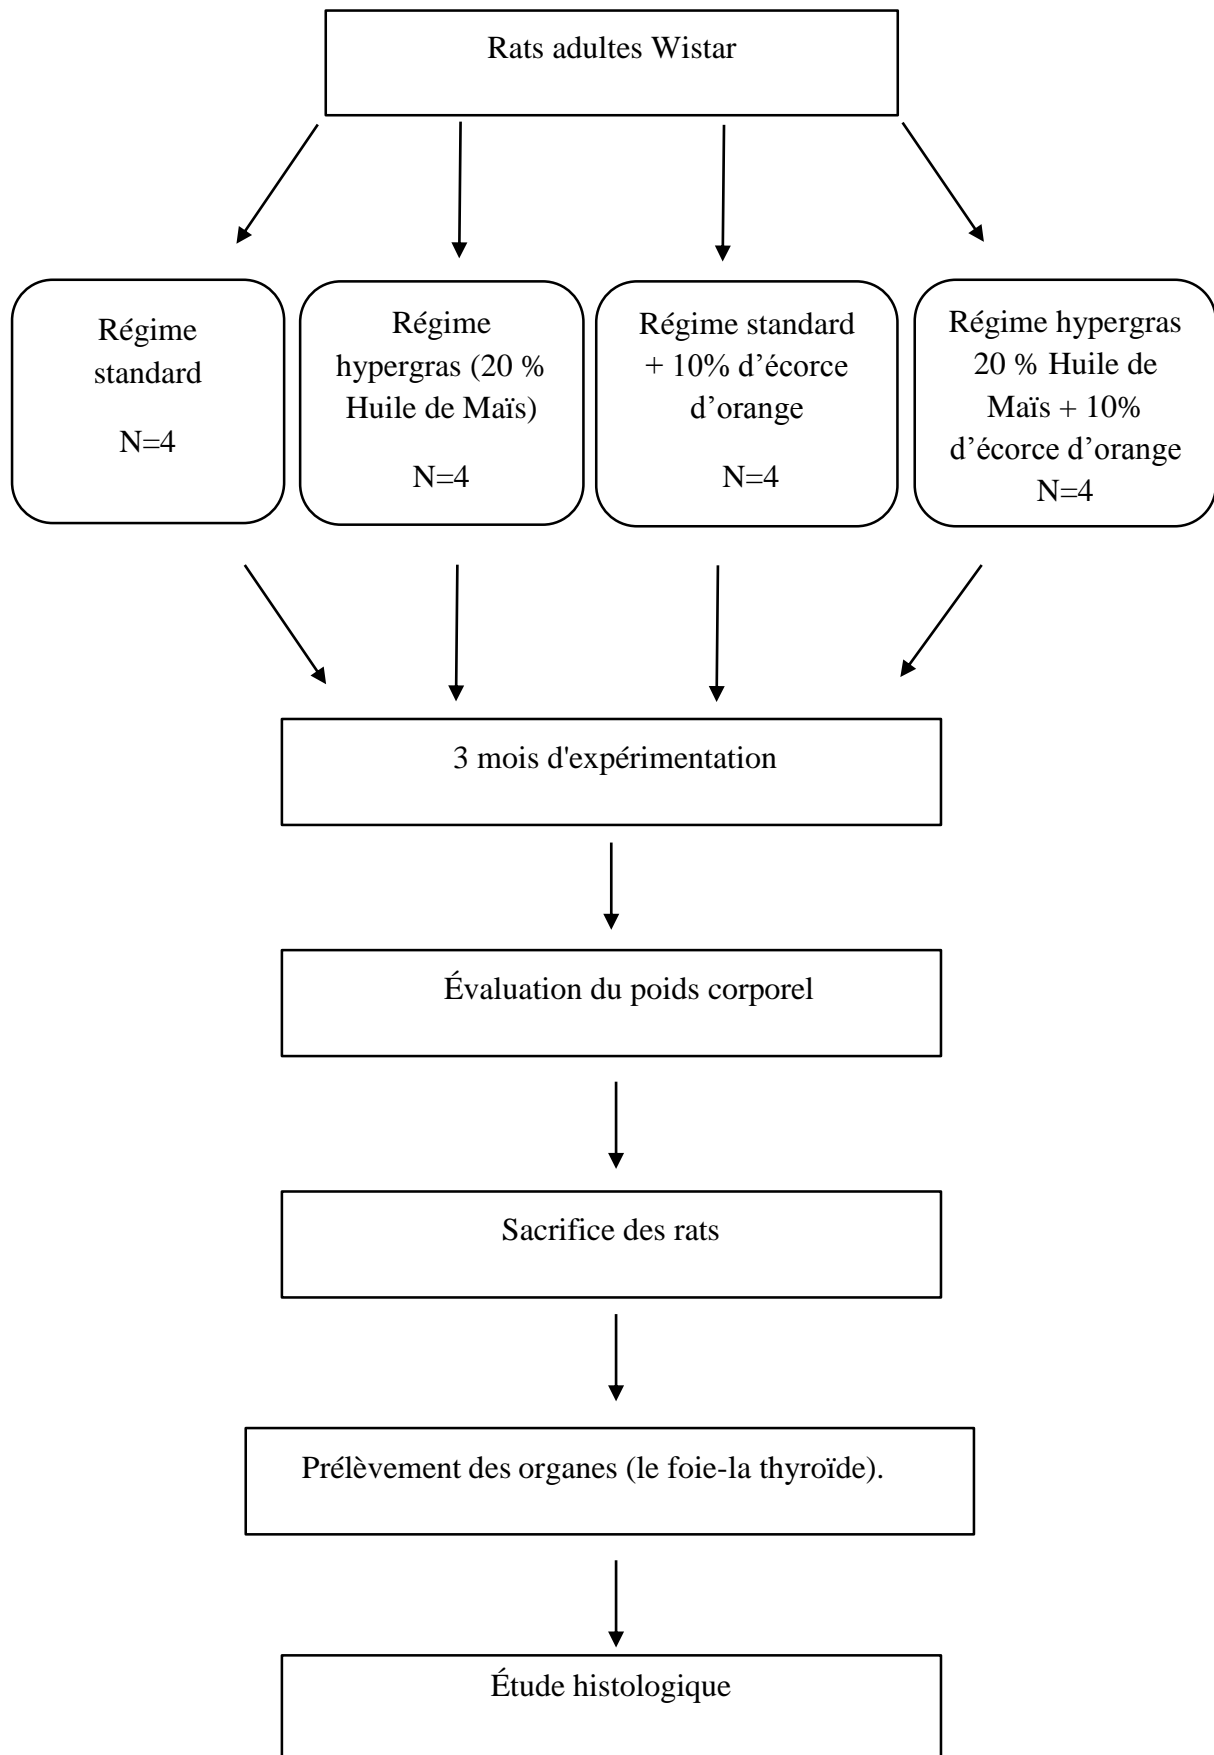 Rats adultes Wistar
Régime
standard
N=4
Régime
hypergras (20 %
Huile de Maïs)
N=4
Régime standard
+ 10% d’écorce
d’orange
N=4
Régime hypergras
20 % Huile de
Maïs + 10%
d’écorce d’orange
N=4
3 mois d'expérimentation
Évaluation du poids corporel
Sacrifice des rats
Prélèvement des organes (le foie-la thyroïde).
Étude histologique